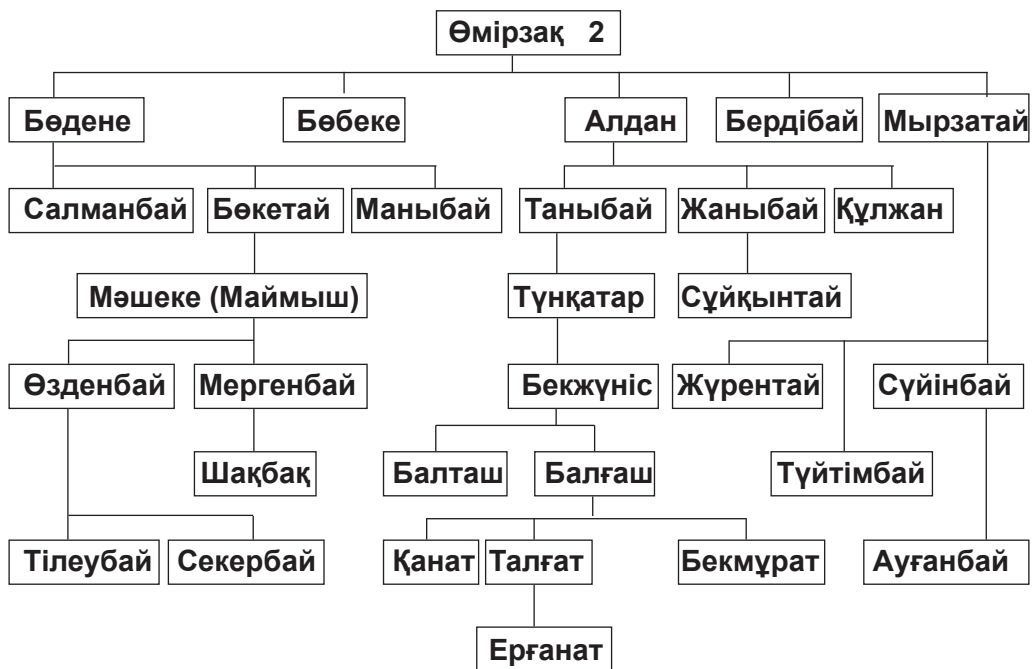 Өмірзақ 2
Бөдене Бөбеке Алдан Бердібай Мырзатай
Салманбай Бөкетай Маныбай Таныбай Жаныбай Құлжан
Мәшеке (Маймыш) Түнқатар Сұйқынтай
Өзденбай Мергенбай Бекжүніс Жүрентай Сүйінбай
Шақбақ Балташ Балғаш Түйтімбай
Тілеубай Секербай Қанат Талғат Бекмұрат Ауғанбай
Ерғанат